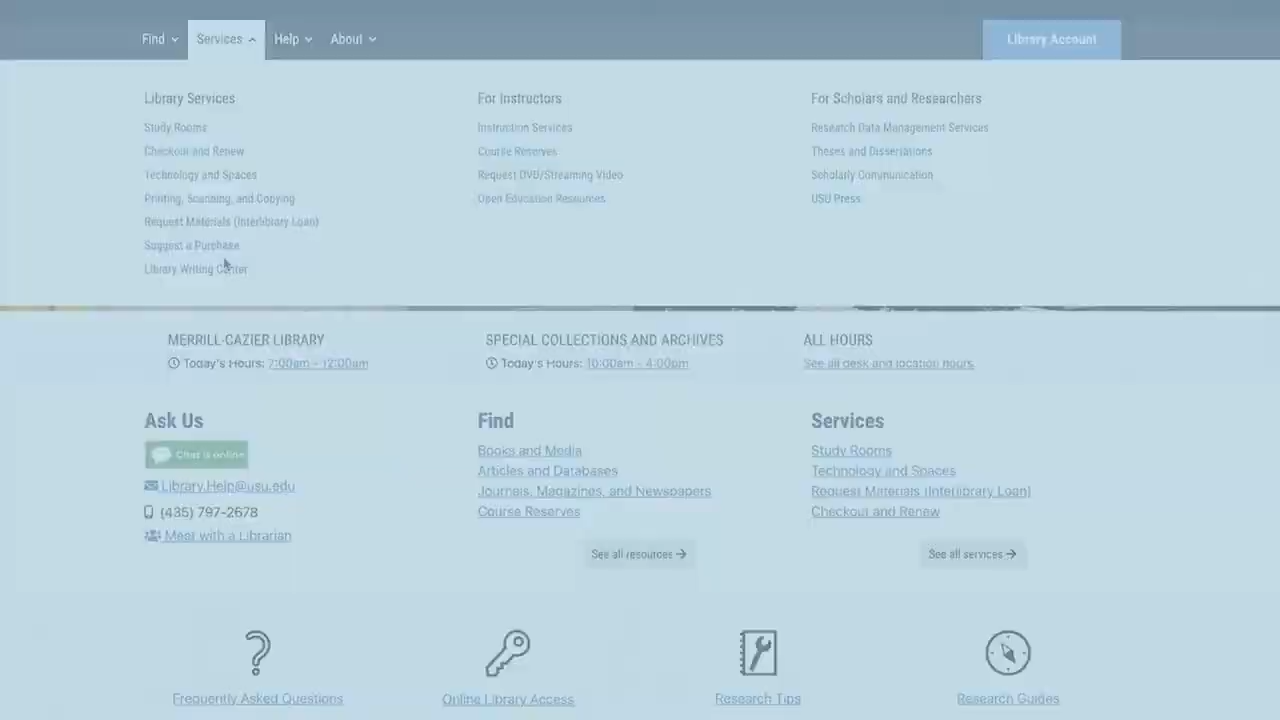 Find Services Help About Library Account
Library Services For Instructors For Scholars and Researchers
Study Rooms Instruction Services Research Data Management Services
Checkout and Renew Course Reserves Theses and Dissertations
Technology and Spaces Request DVD/Streaming Video Scholarly Communication
Printing, Scanning, and Copying Open Education Resources USU Press
Request Materials (Interlibrary Loan)
Suggest a Purchase
Library Writing Center
MERRILL-CAZIER LIBRARY SPECIAL COLLECTIONS AND ARCHIVES ALL HOURS
Today's Hours: 7:00am - 12:00am Today's Hours: 10:00am - 4:00pm See all desk and location hours.
Ask Us Find Services
Chat is online Books and Media Study Rooms
Articles and Databases Technology and Spaces
Library.Help@usu.edu Journals, Magazines, and Newspapers Request Materials (Interlibrary Loan)
(435) 797-2678 Course Reserves Checkout and Renew
Meet with a Librarian
See all resources See all services
Frequently Asked Questions Online Library Access Research Tips Research Guides